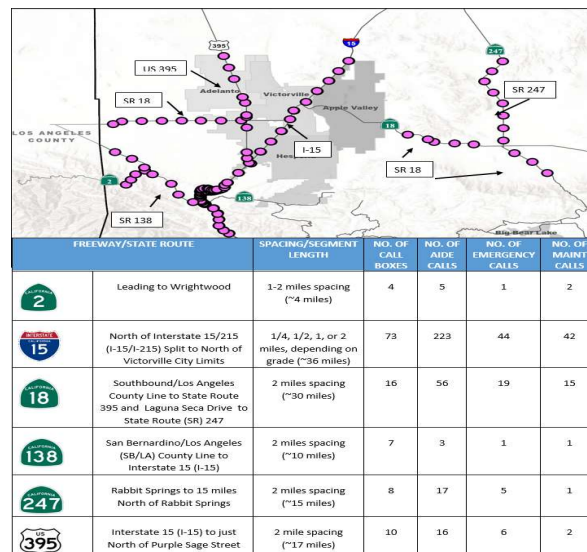 395
15
247
US 395
Adelanto
Victorville
SR 18
SR 247
Apple Valley
LOS ANGELES
COUNTY
18
I-15
SR 18
2
138
SR 138
Big Bear Lake
FREEWAY/STATE ROUTE
SPACING/SEGMENT
LENGTH
NO. OF
CALL
BOXES
NO. OF
AIDE
CALLS
NO. OF
EMERGENCY
CALLS
NO. OF
MAINT
CALLS
CALIFORNIA
2
Leading to Wrightwood
1-2 miles spacing
(~4 miles)
4
5
1
2
INTERSTATE
CALIFORNIA
15
North of Interstate 15/215
(I-15/I-215) Split to North of
Victorville City Limits
1/4, 1/2, 1, or 2
miles, depending on
grade (~36 miles)
73
223
44
42
CALIFORNIA
18
Southbound/Los Angeles
County Line to State Route
395 and Laguna Seca Drive to
State Route (SR) 247
2 miles spacing
(~30 miles)
16
56
19
15
CALIFORNIA
138
San Bernardino/Los Angeles
(SB/LA) County Line to
Interstate 15 (I-15)
2 miles spacing
(~10 miles)
7
3
1
1
CALIFORNIA
247
Rabbit Springs to 15 miles
North of Rabbit Springs
2 miles spacing
(~15 miles)
8
17
5
1
US
395
Interstate 15 (I-15) to just
North of Purple Sage Street
2 mile spacing
(~17 miles)
10
16
6
2